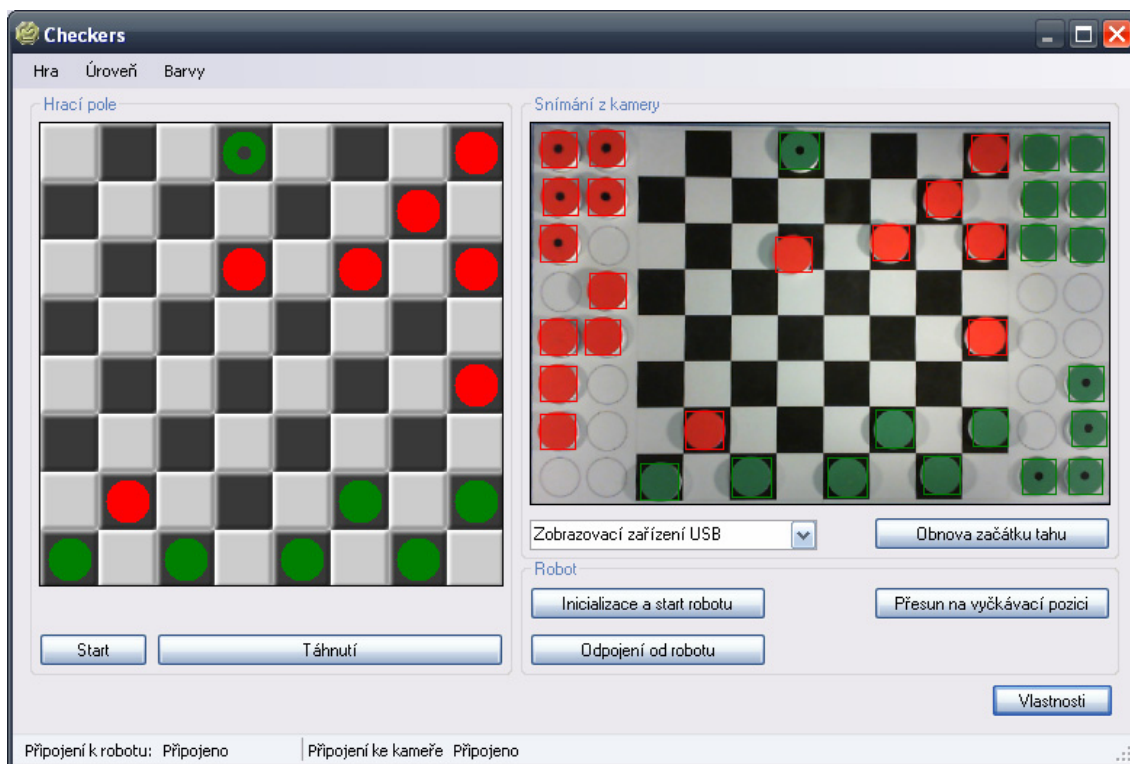 Checkers
Hra Úroveň Barvy
Hrací pole
Snímání z kamery
Zobrazovací zařízení USB
Obnova začátku tahu
Robot
Inicializace a start robotu
Přesun na vyčkávací pozici
Start
Táhnutí
Odpojení od robotu
Vlastnosti
Připojení k robotu: Připojeno
Připojení ke kameře Připojeno